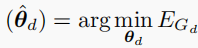 (θ̂_d) = arg min_{θ_d} E_{G_d}